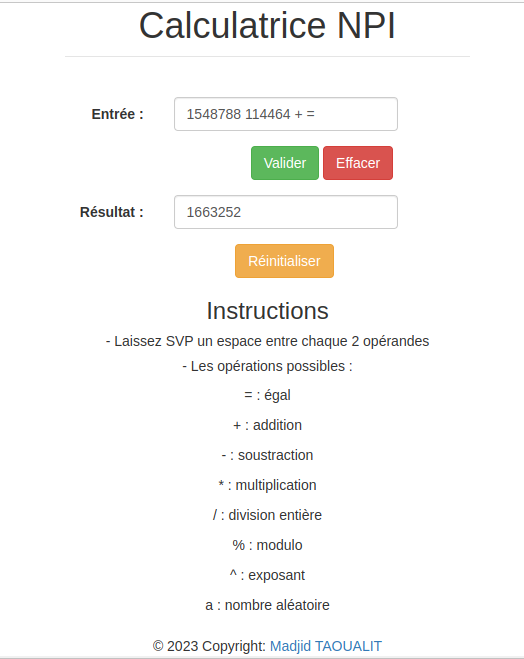 Calculatrice NPI
Entrée : 1548788 114464 + =
Valider Effacer
Résultat : 1663252
Réinitialiser
Instructions
- Laissez SVP un espace entre chaque 2 opérandes
- Les opérations possibles :
= : égal
+ : addition
- : soustraction
* : multiplication
/ : division entière
% : modulo
^ : exposant
a : nombre aléatoire
© 2023 Copyright: Madjid TAOUALIT